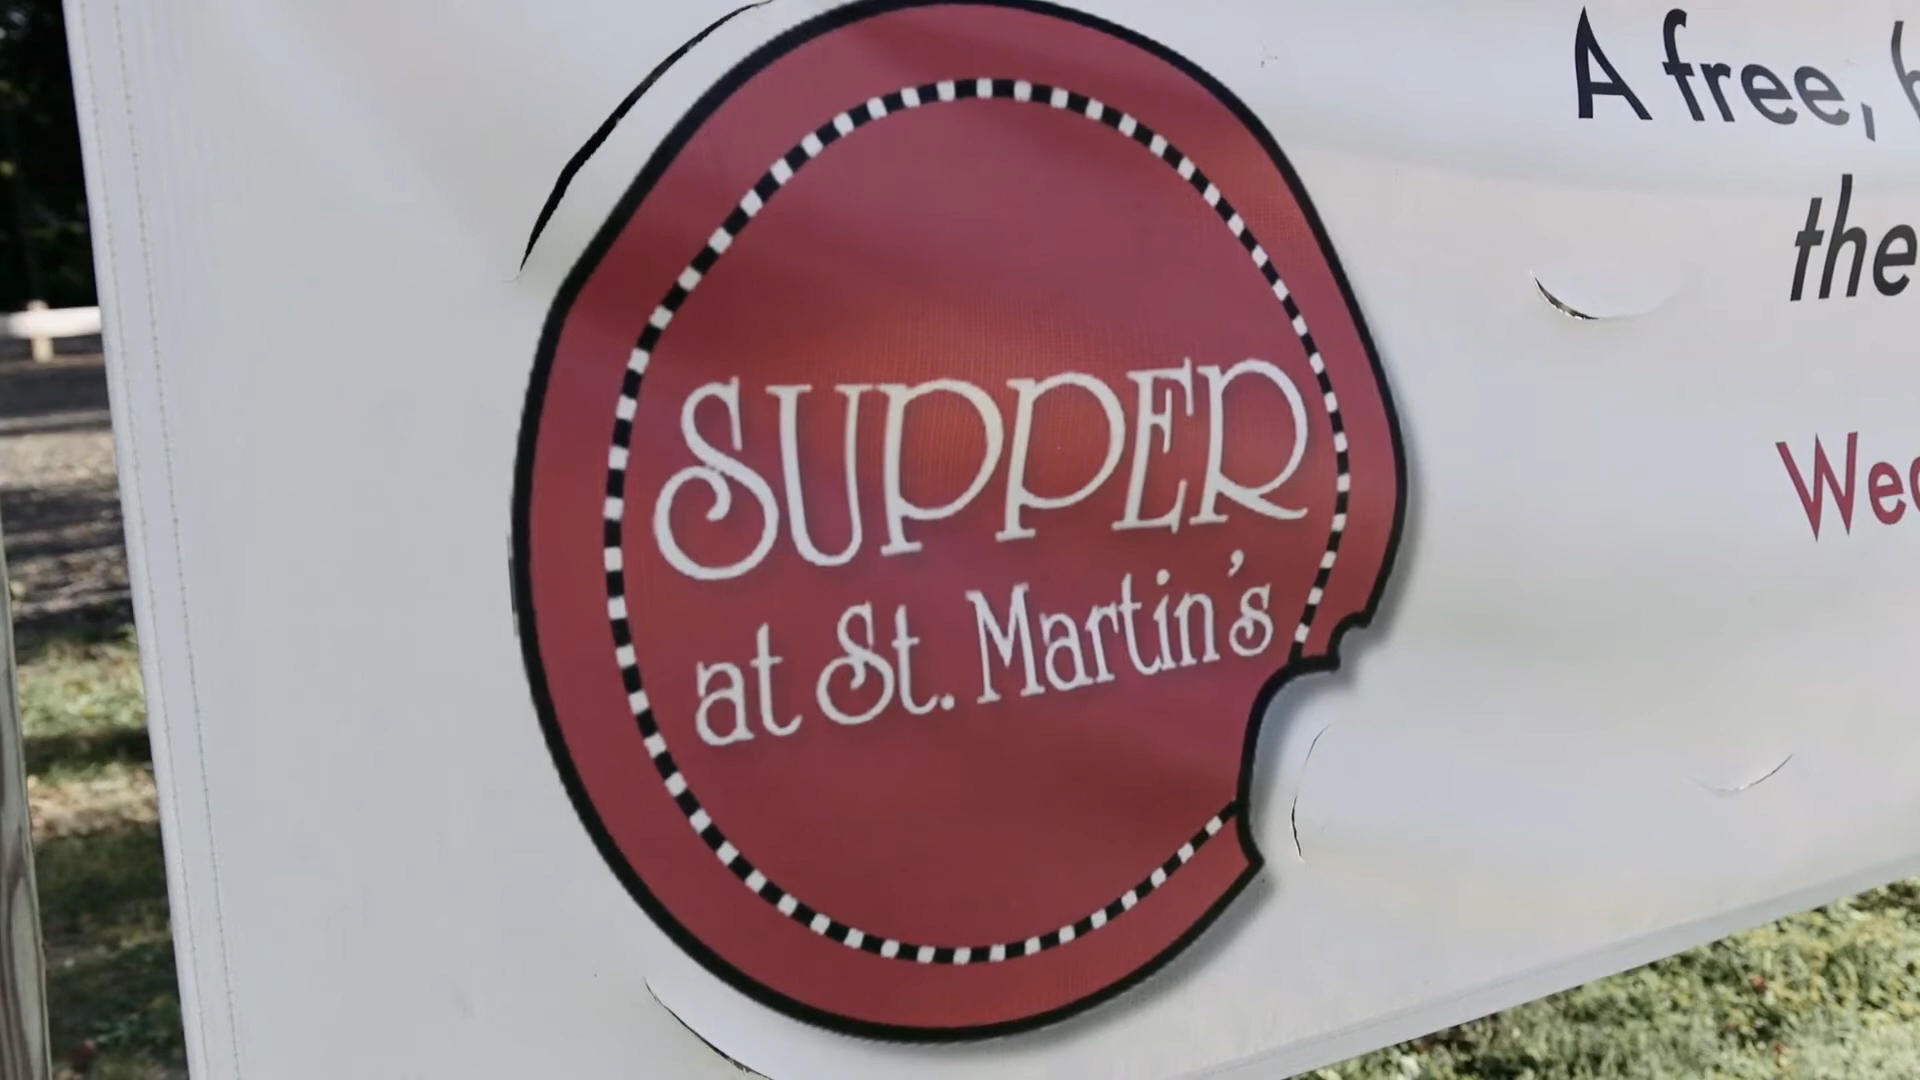 SUPPER
at St. Martin's
A free,
the